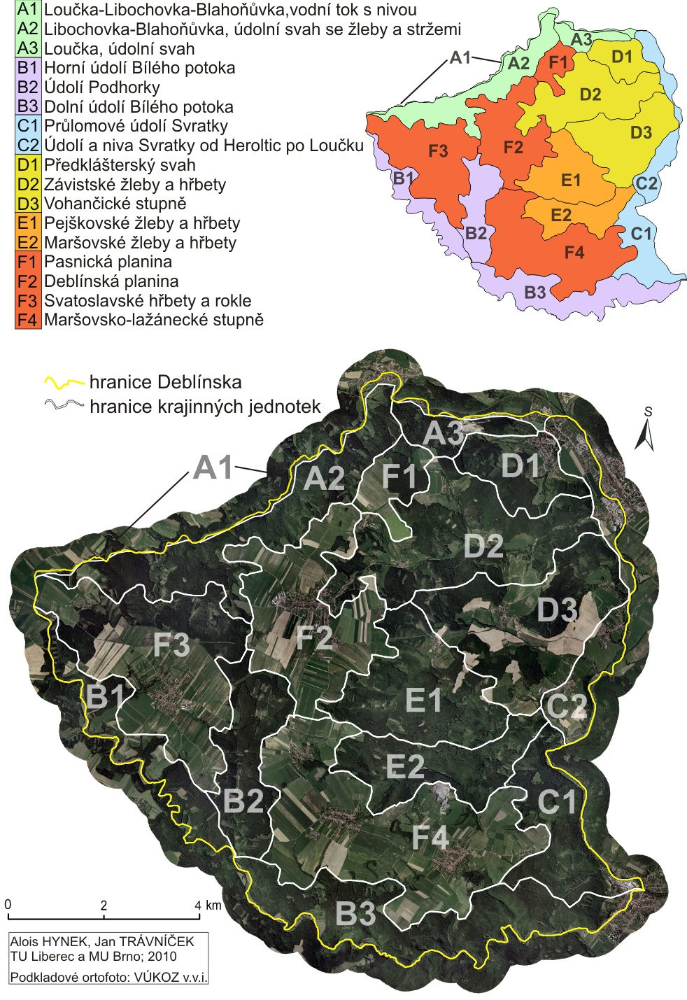 A1 Loučka-Libochovka-Blahoňůvka,vodní tok s nivou
A2 Libochovka-Blahoňůvka, údolní svah se žleby a stržemi
A3 Loučka, údolní svah
B1 Horní údolí Bílého potoka
B2 Údolí Podhorky
B3 Dolní údolí Bílého potoka
C1 Průlomové údolí Svratky
C2 Údolí a niva Svratky od Heroltic po Loučku
D1 Předklášterský svah
D2 Závistské žleby a hřbety
D3 Vohančické stupně
E1 Pejškovské žleby a hřbety
E2 Maršovské žleby a hřbety
F1 Pasnická planina
F2 Deblínská planina
F3 Svatoslavské hřbety a rokle
F4 Maršovsko-lažánecké stupně
A3
A1
A2
F1
D1
D2
D3
F3
F2
B1
E1
C2
E2
B2
C1
F4
B3
hranice Deblínska
hranice krajinných jednotek
S
A3
A1
A2
F1
D1
D2
D3
F3
F2
B1
E1
C2
E2
B2
C1
F4
B3
0 2 4 km
Alois HYNEK, Jan TRÁVNÍČEK
TU Liberec a MU Brno; 2010
Podkladové ortofoto: VÚKOZ v.v.i.